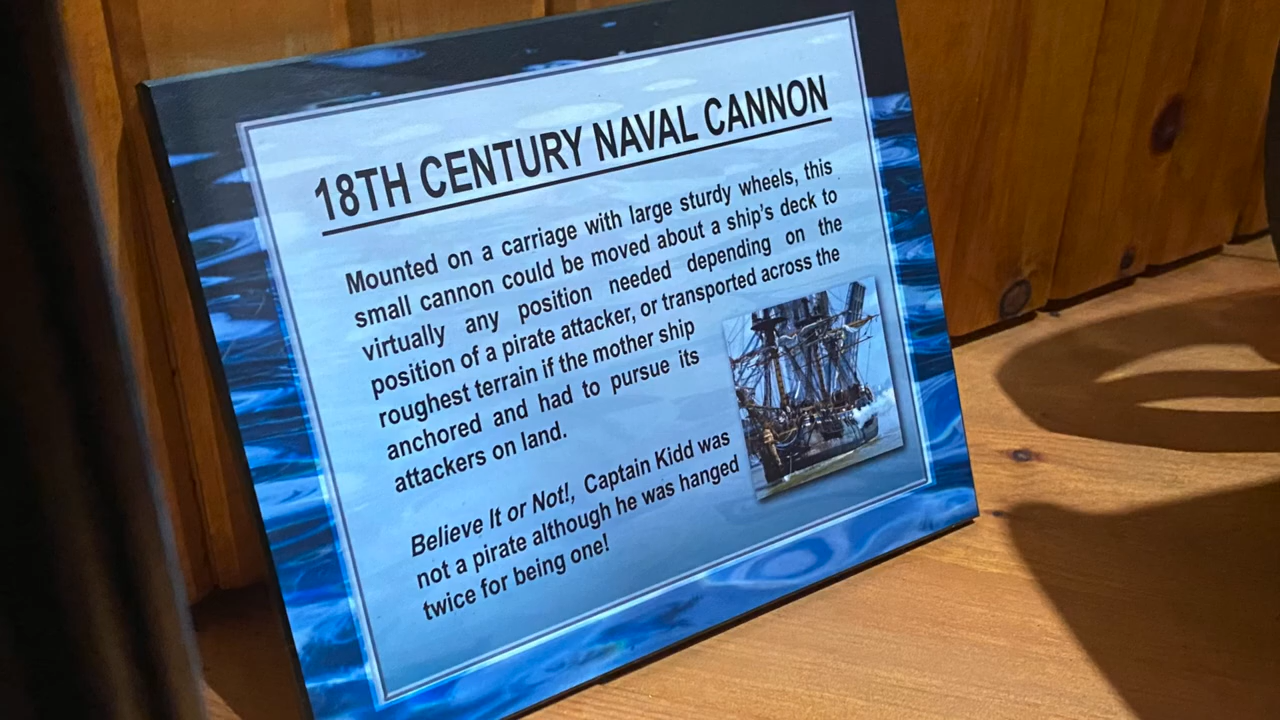 18TH CENTURY NAVAL CANNON
Mounted on a carriage with large sturdy wheels, this
small cannon could be moved about a ship's deck to
virtually any position needed depending on the
position of a pirate attacker, or transported across the
roughest terrain if the mother ship
anchored and had to pursue its
attackers on land.
Believe It or Not!, Captain Kidd was
not a pirate although he was hanged
twice for being one!